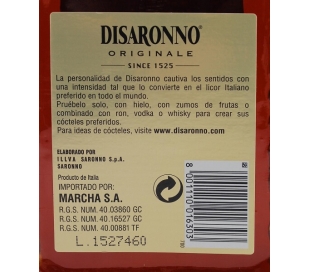 DISARONNO®
ORIGINALE
SINCE 1525
La personalidad de Disaronno cautiva los sentidos con
una intensidad tal que lo convierte en el licor Italiano
preferido en todo el mundo.
Pruébelo solo, con hielo, con zumos de frutas o
combinado con ron, vodka o whisky para crear sus
cócteles preferidos.
Para ideas de cócteles, visite www.disaronno.com
ELABORADO POR
ILLVA SARONNO S.p.A.
SARONNO
Producto de Italia
IMPORTADO POR:
MARCHA S.A.
R.G.S. NUM. 40.03860 GC
R.G.S. NUM. 40.16527 GC
R.G.S. NUM. 40.00881 TF
L.1527460
8 001110 016303